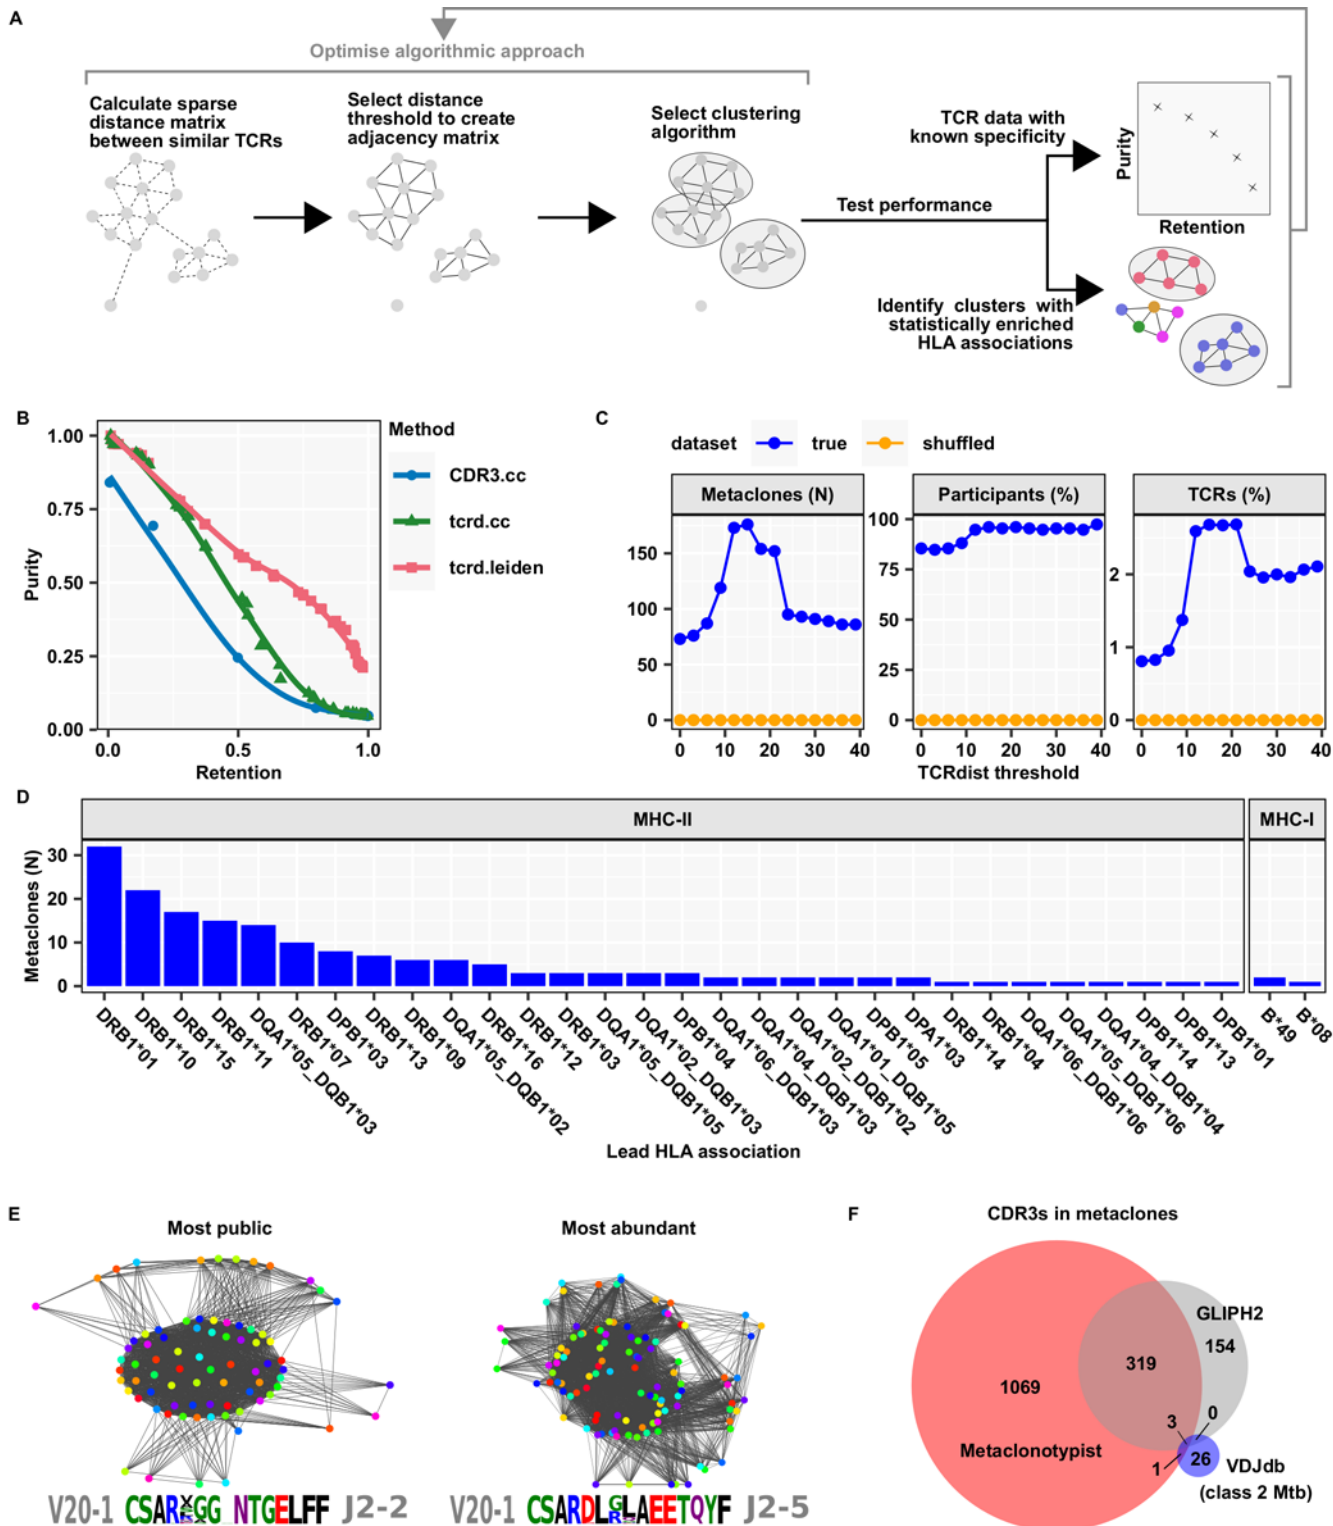 A
Optimise algorithmic approach
Calculate sparse
distance matrix
between similar TCRs
Select distance
threshold to create
adjacency matrix
Select clustering
algorithm
Test performance
TCR data with
known specificity
Purity
Retention
Identify clusters with
statistically enriched
HLA associations
B
Purity
1.00
0.75
0.50
0.25
0.00
0.0 0.5 1.0
Retention
Method
CDR3.cc
tcrd.cc
tcrd.leiden
C
dataset true shuffled
Metaclones (N) Participants (%) TCRs (%)
150
100
50
0
100
75
50
25
0
2
1
0
0 10 20 30 40 0 10 20 30 40 0 10 20 30 40
TCRdist threshold
D
MHC-II MHC-I
Metaclones (N)
30
20
10
0
DRB1*01
DRB1*10
DRB1*15
DRB1*11
DQA1*05_DQB1*03
DRB1*07
DPB1*03
DRB1*13
DRB1*09
DQA1*05_DQB1*02
DRB1*16
DRB1*12
DRB1*03
DQA1*05_DQB1*05
DQA1*02_DQB1*03
DPB1*04
DQA1*06_DQB1*03
DQA1*04_DQB1*03
DQA1*02_DQB1*02
DQA1*01_DQB1*05
DPB1*05
DPA1*03
DRB1*14
DRB1*04
DQA1*06_DQB1*06
DQA1*05_DQB1*06
DQA1*04_DQB1*04
DPB1*14
DPB1*13
DPB1*01
B*49
B*08
Lead HLA association
E
Most public
V20-1 CSAR GG NTGELFF J2-2
Most abundant
V20-1 CSARDL LAEETQYF J2-5
F
CDR3s in metaclones
GLIPH2
154
319
1069
3
0
Metaclonotypist
1
26
VDJdb
(class 2 Mtb)